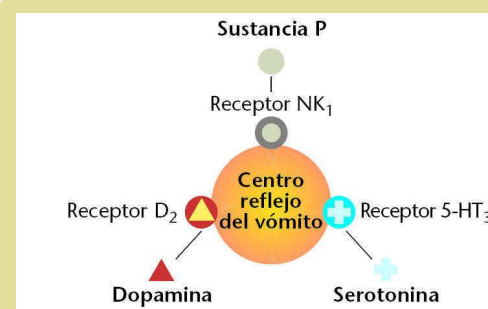 Sustancia P
Receptor NK₁
Centro
reflejo
del vómito
Receptor D₂
Receptor 5-HT₃
Dopamina
Serotonina